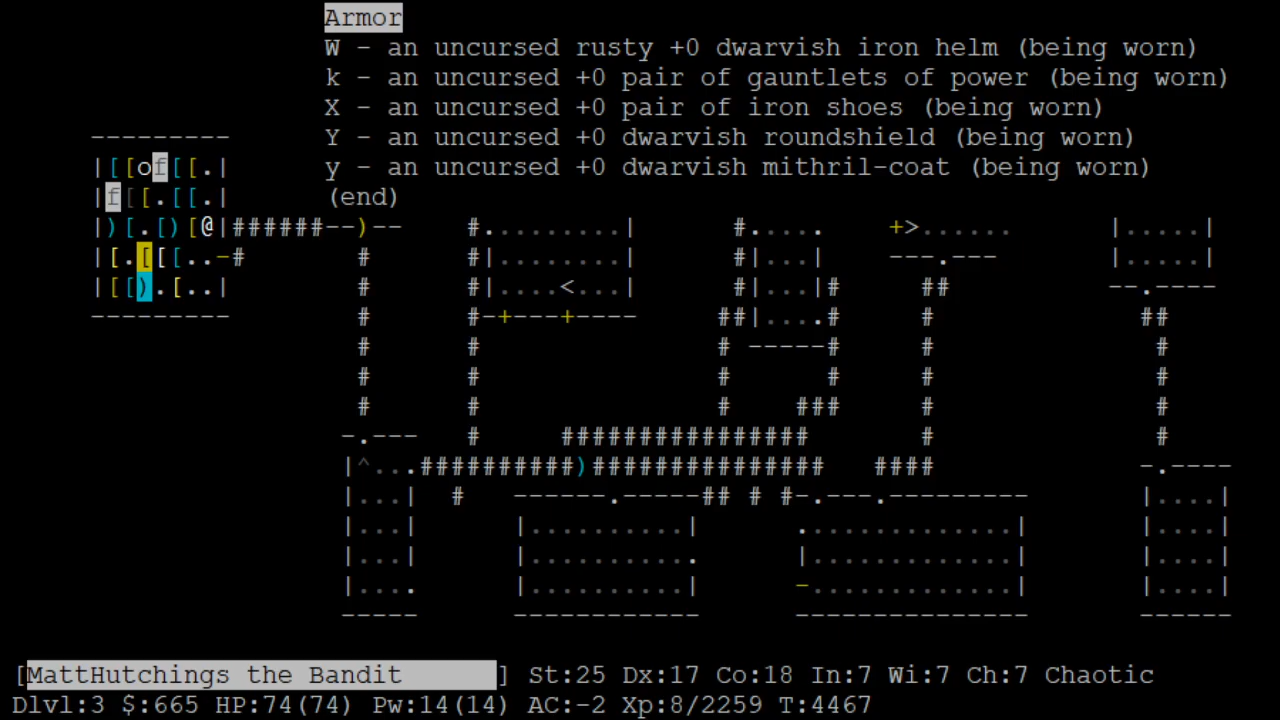 Armor
W - an uncursed rusty +0 dwarvish iron helm (being worn)
k - an uncursed +0 pair of gauntlets of power (being worn)
X - an uncursed +0 pair of iron shoes (being worn)
Y - an uncursed +0 dwarvish roundshield (being worn)
y - an uncursed +0 dwarvish mithril-coat (being worn)
(end)
---------
|[[of[[.|
|f[[.[[.|
|)[.[)[@|######--)-- #.........| #.... +>...... |.....|
|[.[[[..-# # #|........| #|...| ---.--- |.....|
|[[).[..| # #|....<...| #|...|# ## --.----
--------- # #-+---+---- ##|....# # ##
# # # -----# # #
# # # # # #
# # # ### # #
-.--- # ################ # #
|^...##########)############### #### -.----
|...| # ------.-----## # #-.---.--------- |....|
|...| |..........| ..............| |....|
|...| |........... |.............| |....|
|.... |..........| -.............| |....|
----- ------------ --------------- ------
[MattHutchings the Bandit ] St:25 Dx:17 Co:18 In:7 Wi:7 Ch:7 Chaotic
Dlvl:3 $:665 HP:74(74) Pw:14(14) AC:-2 Xp:8/2259 T:4467